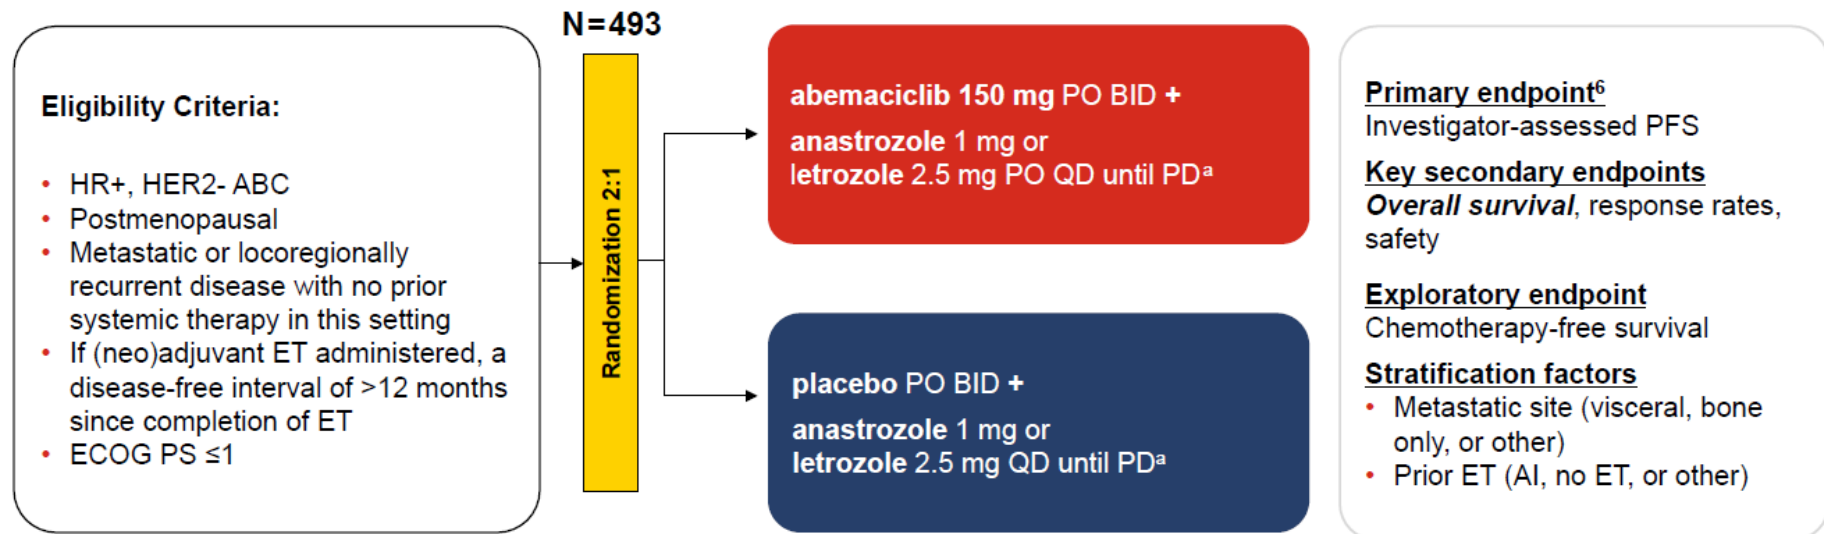 N=493
Eligibility Criteria:
• HR+, HER2- ABC
• Postmenopausal
• Metastatic or locoregionally
recurrent disease with no prior
systemic therapy in this setting
• If (neo)adjuvant ET administered, a
disease-free interval of >12 months
since completion of ET
• ECOG PS ≤1
Randomization 2:1
abemaciclib 150 mg PO BID +
anastrozole 1 mg or
letrozole 2.5 mg PO QD until PDᵃ
placebo PO BID +
anastrozole 1 mg or
letrozole 2.5 mg QD until PDᵃ
Primary endpoint⁶
Investigator-assessed PFS
Key secondary endpoints
Overall survival, response rates,
safety
Exploratory endpoint
Chemotherapy-free survival
Stratification factors
• Metastatic site (visceral, bone
only, or other)
• Prior ET (AI, no ET, or other)